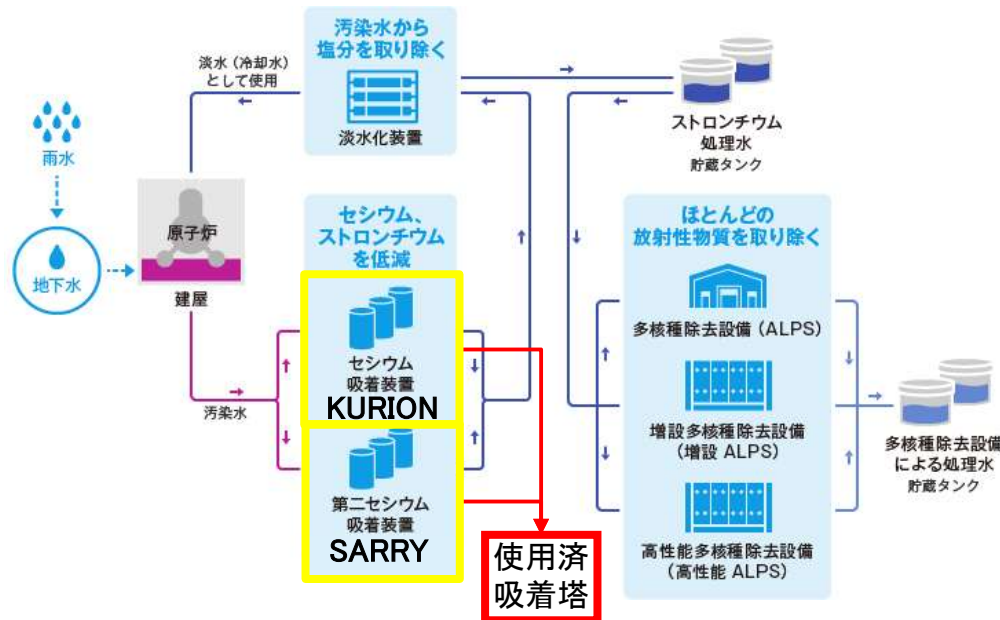 汚染水から
塩分を取り除く
淡水化装置
淡水（冷却水）
として使用
雨水
地下水
原子炉
建屋
汚染水
セシウム、
ストロンチウム
を低減
セシウム
吸着装置
KURION
第二セシウム
吸着装置
SARRY
使用済
吸着塔
ストロンチウム
処理水
貯蔵タンク
ほとんどの
放射性物質を取り除く
多核種除去設備（ALPS）
増設多核種除去設備
（増設 ALPS）
高性能多核種除去設備
（高性能 ALPS）
多核種除去設備
による処理水
貯蔵タンク